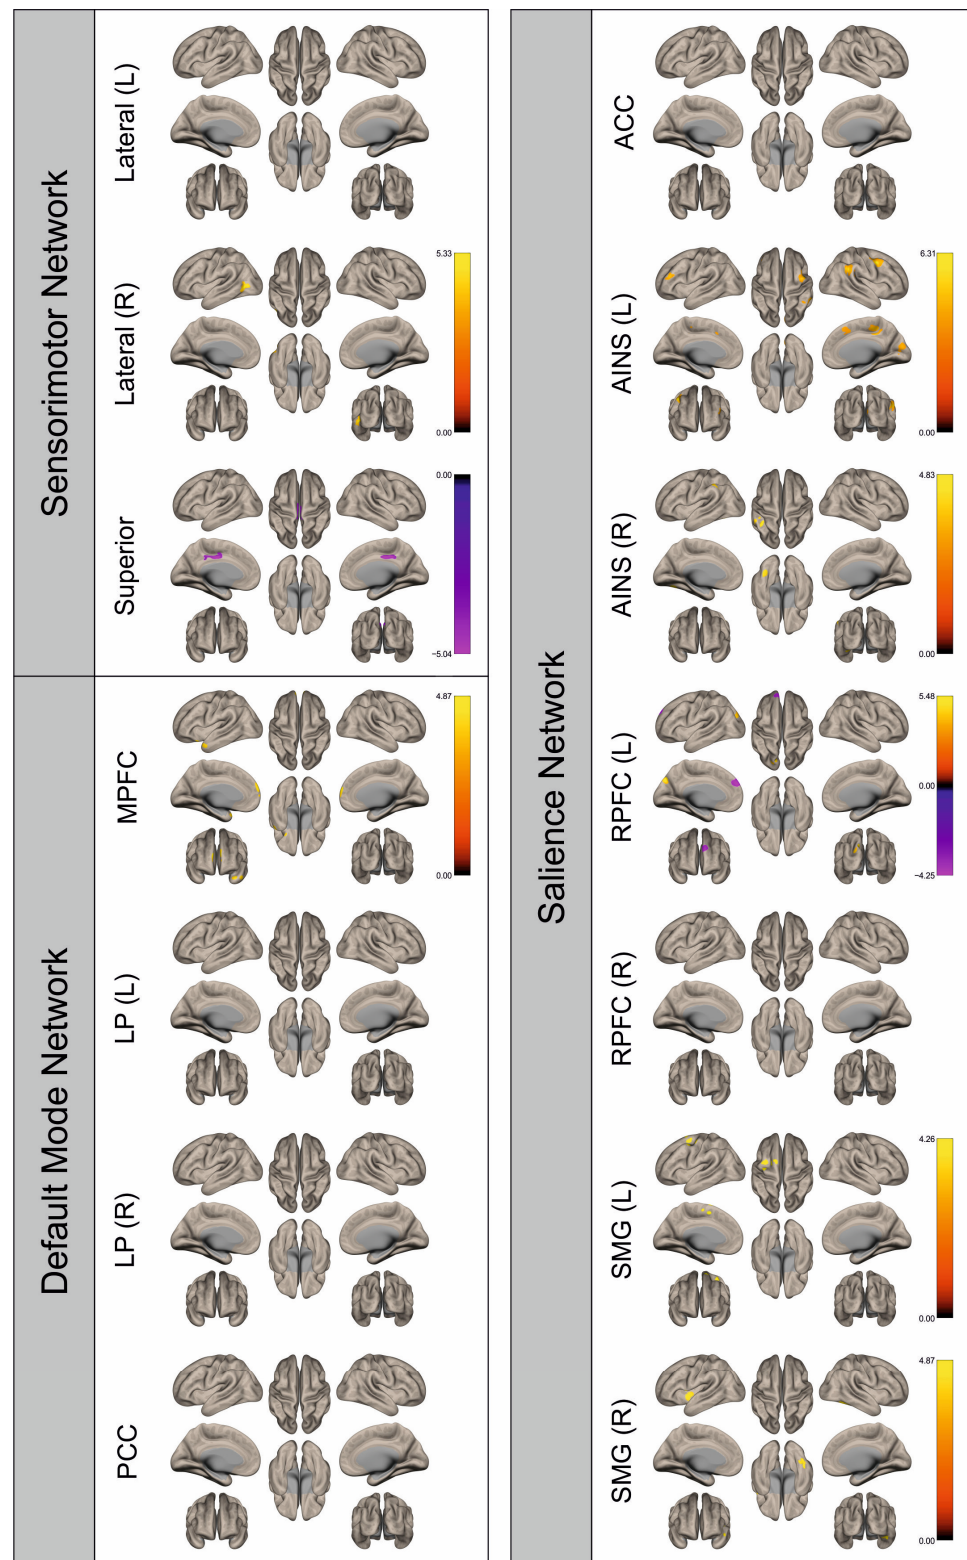 Sensorimotor Network
Lateral (L)
Lateral (R)
5.33
0.00
Superior
0.00
−5.04
Default Mode Network
MPFC
4.87
0.00
LP (L)
LP (R)
PCC
Salience Network
ACC
AINS (L)
6.31
0.00
AINS (R)
4.83
0.00
RPFC (L)
5.48
0.00
−4.25
RPFC (R)
SMG (L)
4.26
0.00
SMG (R)
4.87
0.00